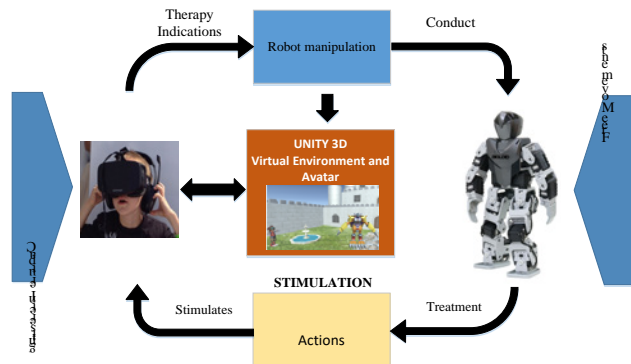 Therapy
Indications
Robot manipulation
Conduct
UNITY 3D
Virtual Environment and
Avatar
STIMULATION
Stimulates
Actions
Treatment